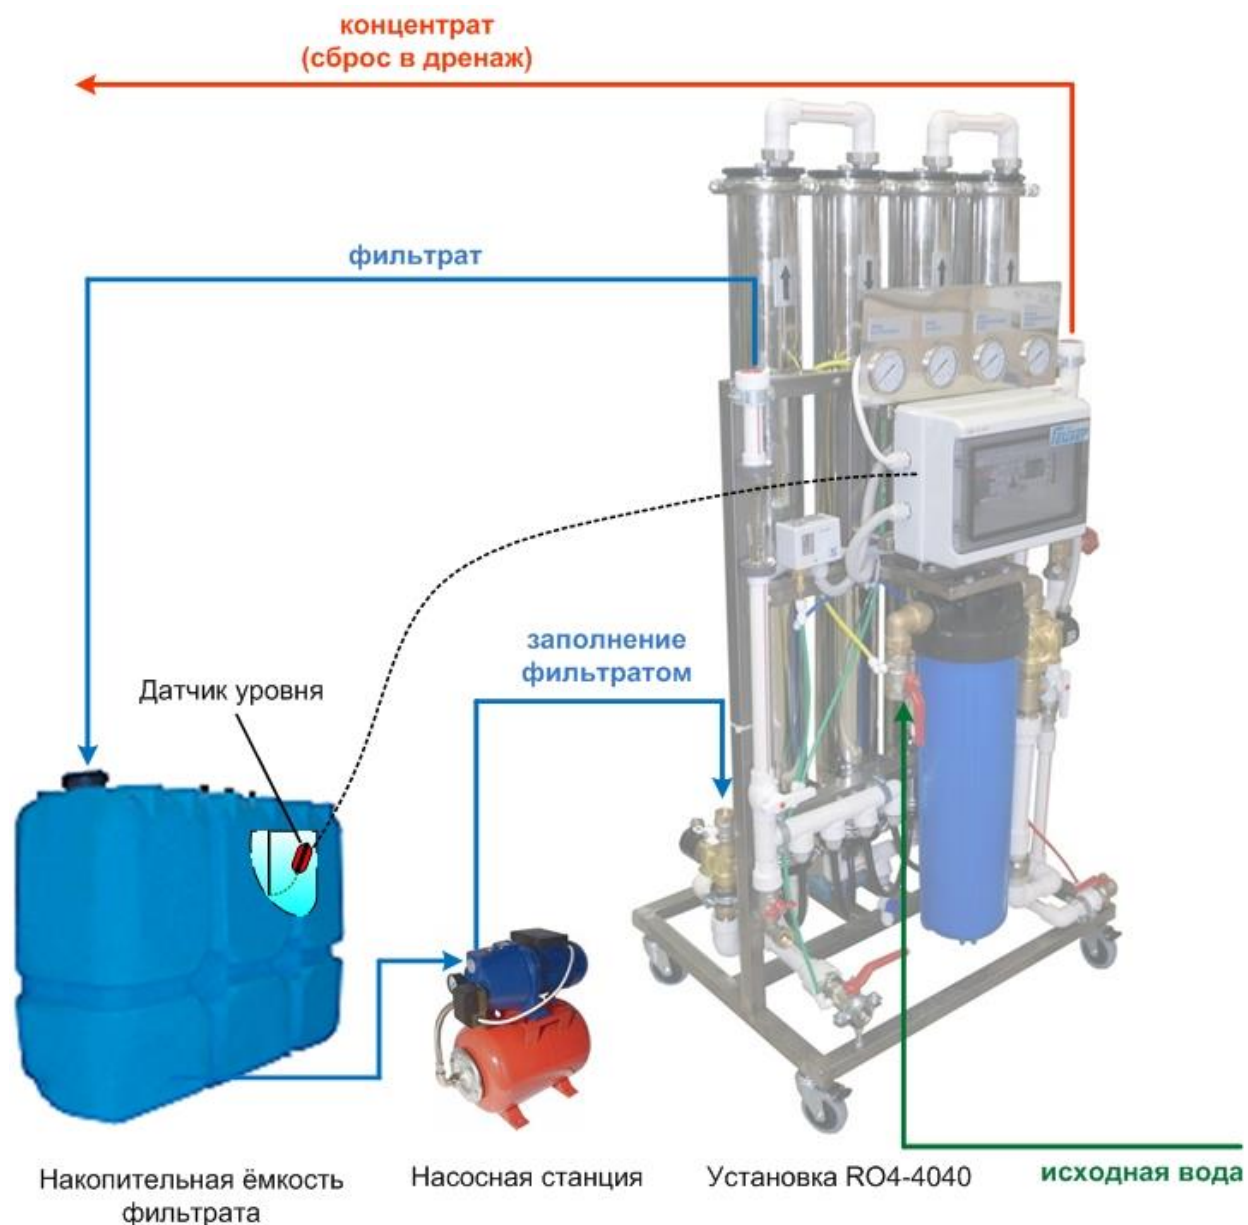 концентрат
(сброс в дренаж)
фильтрат
заполнение
фильтратом
Датчик уровня
Накопительная ёмкость
фильтрата
Насосная станция
Установка RO4-4040
исходная вода